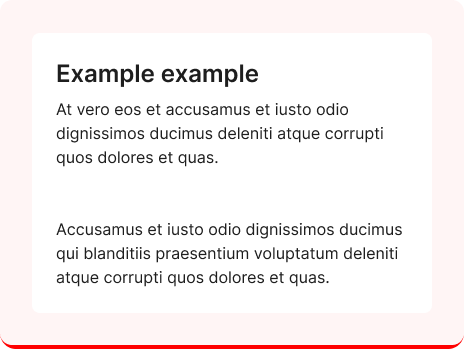 Example example
At vero eos et accusamus et iusto odio
dignissimos ducimus deleniti atque corrupti
quos dolores et quas.
Accusamus et iusto odio dignissimos ducimus
qui blanditiis praesentium voluptatum deleniti
atque corrupti quos dolores et quas.